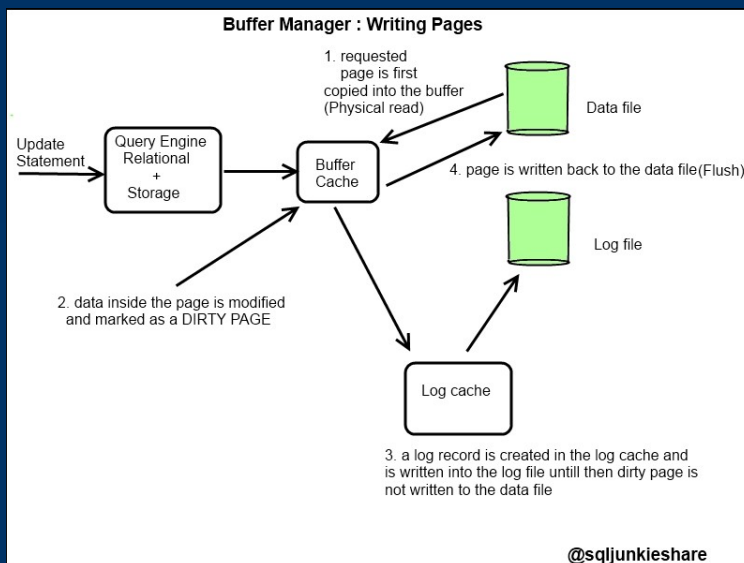 Buffer Manager : Writing Pages
1. requested
page is first
copied into the buffer
(Physical read)
Data file
Update
Statement
Query Engine
Relational
+
Storage
Buffer
Cache
4. page is written back to the data file(Flush)
Log file
2. data inside the page is modified
and marked as a DIRTY PAGE
Log cache
3. a log record is created in the log cache and
is written into the log file untill then dirty page is
not written to the data file
@sqljunkieshare